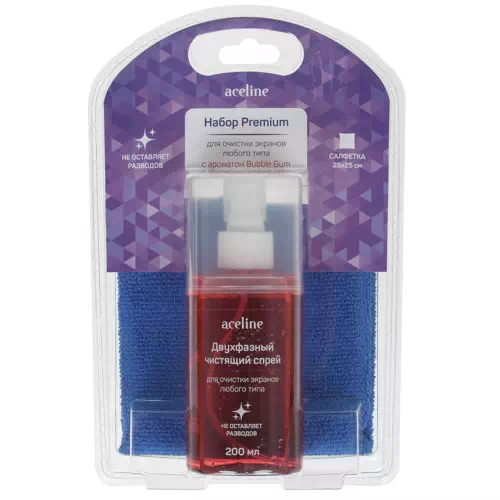 aceline
Набор Premium
для очистки экранов
любого типа
с ароматом Bubble Gum
НЕ ОСТАВЛЯЕТ
РАЗВОДОВ
САЛФЕТКА
25x25 см
aceline
Двухфазный
чистящий спрей
для очистки экранов
любого типа
НЕ ОСТАВЛЯЕТ
РАЗВОДОВ
200 мл